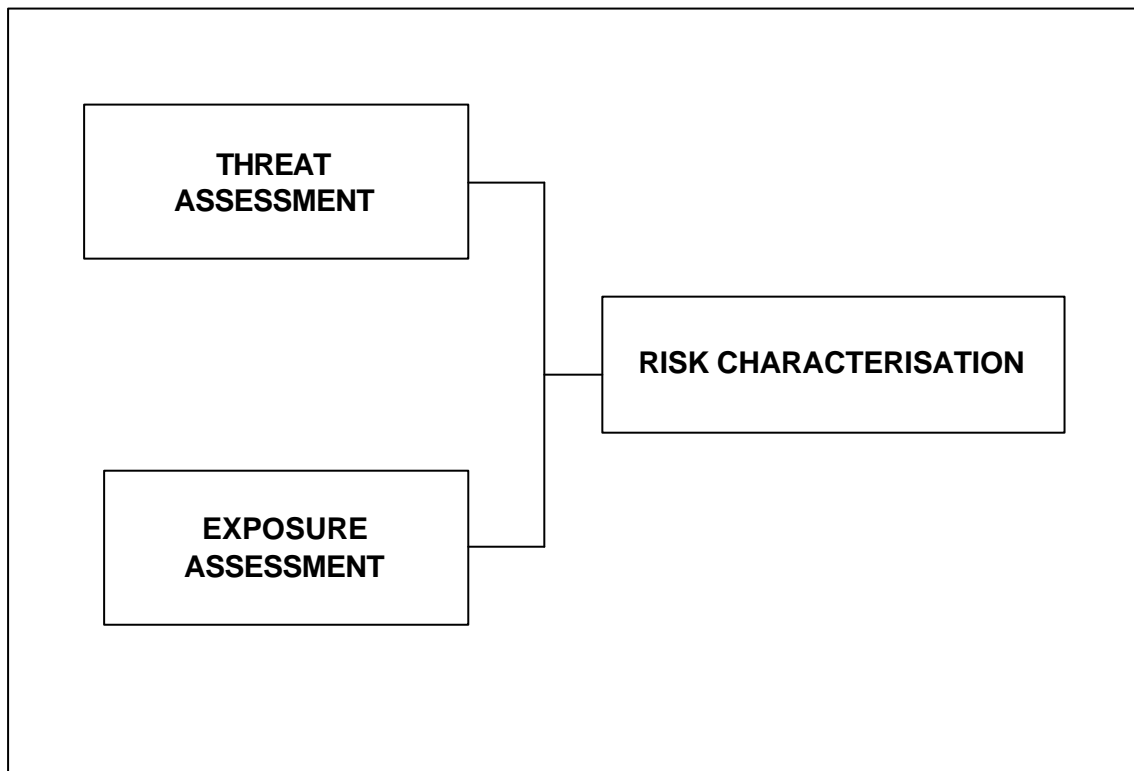 THREAT
ASSESSMENT
RISK CHARACTERISATION
EXPOSURE
ASSESSMENT